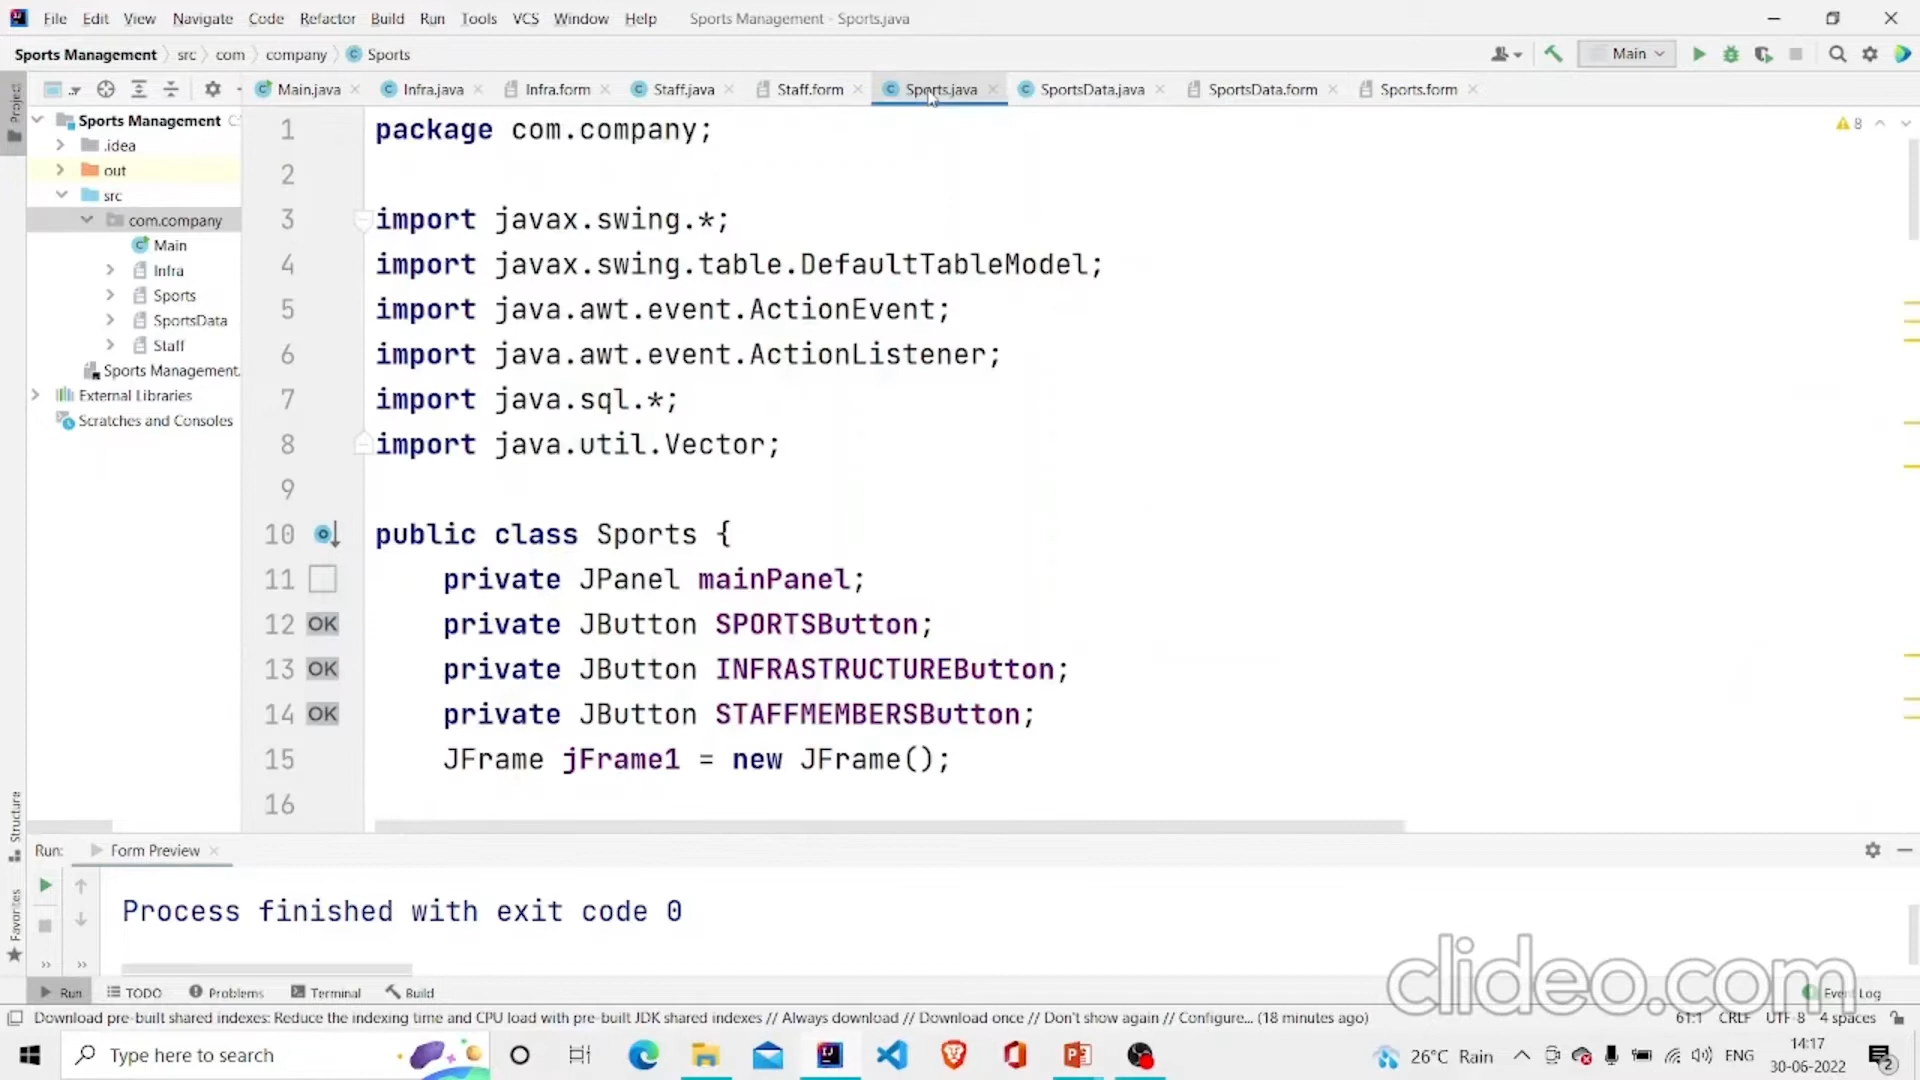 File Edit View Navigate Code Refactor Build Run Tools VCS Window Help Sports Management - Sports.java
Sports Management src com company Sports
Main
Main.java Infra.java Infra.form Staff.java Staff.form Sports.java SportsData.java SportsData.form Sports.form
Project
Sports Management
.idea
out
src
com.company
Main
Infra
Sports
SportsData
Staff
Sports Management.
External Libraries
Scratches and Consoles
8
1 package com.company;
2
3 import javax.swing.*;
4 import javax.swing.table.DefaultTableModel;
5 import java.awt.event.ActionEvent;
6 import java.awt.event.ActionListener;
7 import java.sql.*;
8 import java.util.Vector;
9
10 public class Sports {
11 private JPanel mainPanel;
12 OK private JButton SPORTSButton;
13 OK private JButton INFRASTRUCTUREButton;
14 OK private JButton STAFFMEMBERSButton;
15 JFrame jFrame1 = new JFrame();
16
Structure
Favorites
Run: Form Preview
Process finished with exit code 0
clideo.com
Run TODO Problems Terminal Build Event Log
Download pre-built shared indexes: Reduce the indexing time and CPU load with pre-built JDK shared indexes // Always download // Download once // Don't show again // Configure... (18 minutes ago) 61:1 CRLF UTF-8 4 spaces
Type here to search
26°C Rain
ENG
14:17
30-06-2022
2